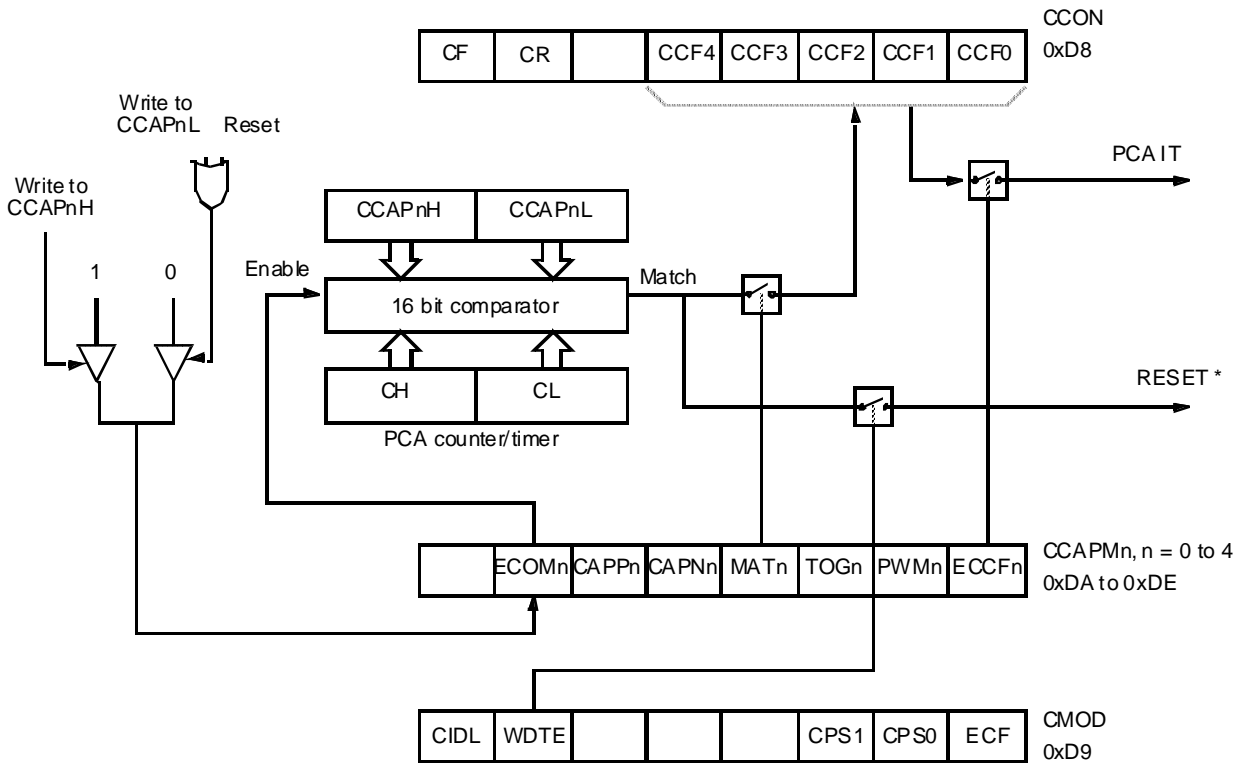 CCON
CF CR CCF4 CCF3 CCF2 CCF1 CCF0
0xD8
Write to
CCAPnL Reset
PCA IT
Write to
CCAPnH
CCAPnH CCAPnL
1 0 Enable
Match
16 bit comparator
RESET *
CH CL
PCA counter/timer
ECOMn CAPPn CAPNn MATn TOGn PWMn ECCFn
CCAPMn, n = 0 to 4
0xDA to 0xDE
CIDL WDTE CPS1 CPS0 ECF
CMOD
0xD9